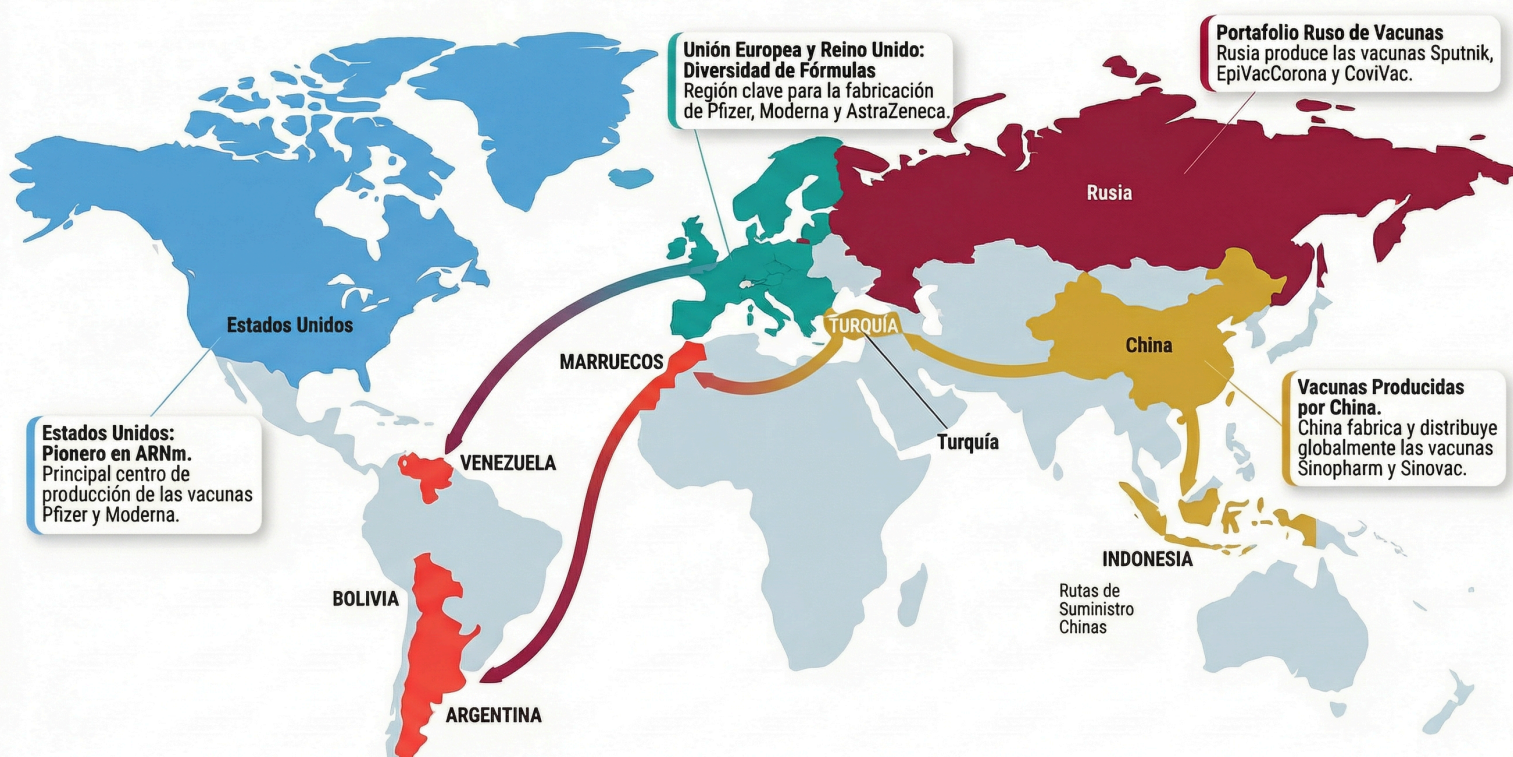 Unión Europea y Reino Unido:
Diversidad de Fórmulas
Región clave para la fabricación
de Pfizer, Moderna y AstraZeneca.
Portafolio Ruso de Vacunas
Rusia produce las vacunas Sputnik,
EpiVacCorona y CoviVac.
Rusia
Estados Unidos
TURQUÍA
China
MARRUECOS
Vacunas Producidas
por China.
China fabrica y distribuye
globalmente las vacunas
Sinopharm y Sinovac.
Estados Unidos:
Pionero en ARNm.
Principal centro de
producción de las vacunas
Pfizer y Moderna.
Turquía
VENEZUELA
INDONESIA
Rutas de
Suministro
Chinas
BOLIVIA
ARGENTINA